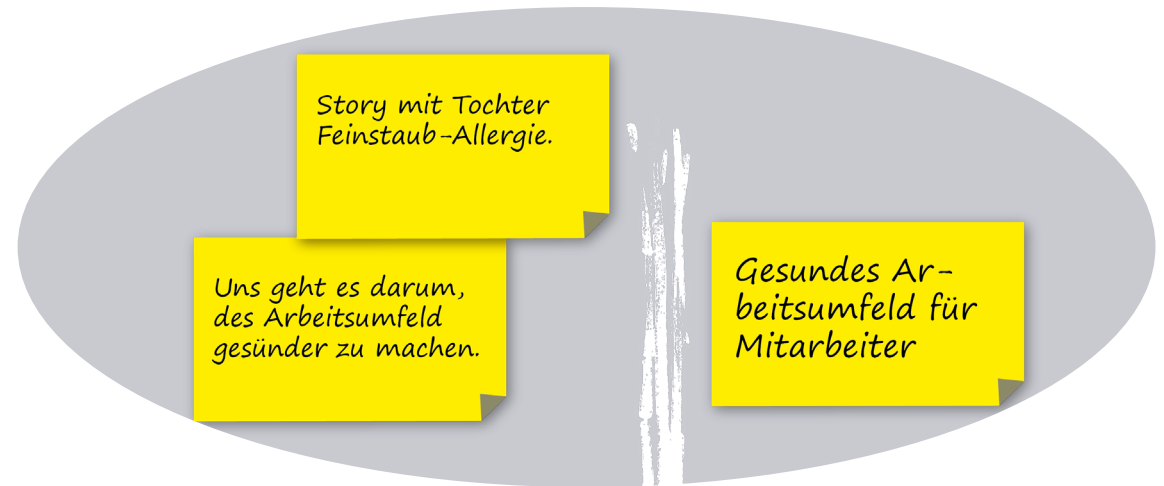 Story mit Tochter
Feinstaub-Allergie.
Uns geht es darum,
des Arbeitsumfeld
gesünder zu machen.
Gesundes Ar-
beitsumfeld für
Mitarbeiter